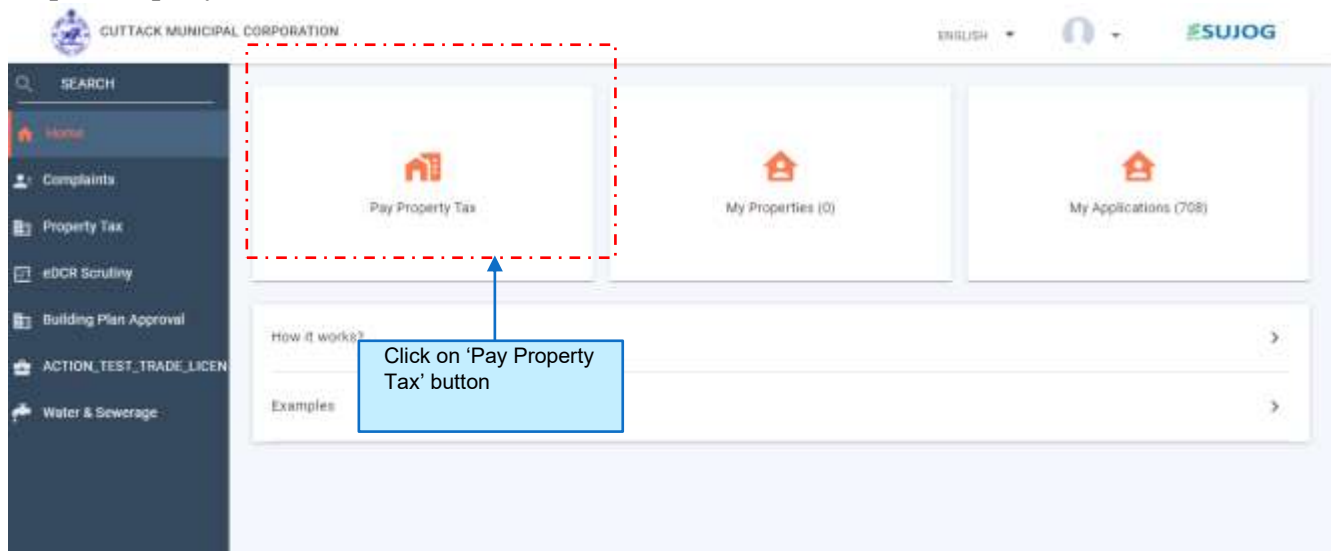 CUTTACK MUNICIPAL CORPORATION
ENGLISH
SUJOG
SEARCH
Home
Complaints
Property Tax
eDCR Scrutiny
Building Plan Approval
ACTION_TEST_TRADE_LICEN
Water & Sewerage
Pay Property Tax
My Properties (0)
My Applications (708)
How it works?
Examples
Click on ‘Pay Property
Tax’ button